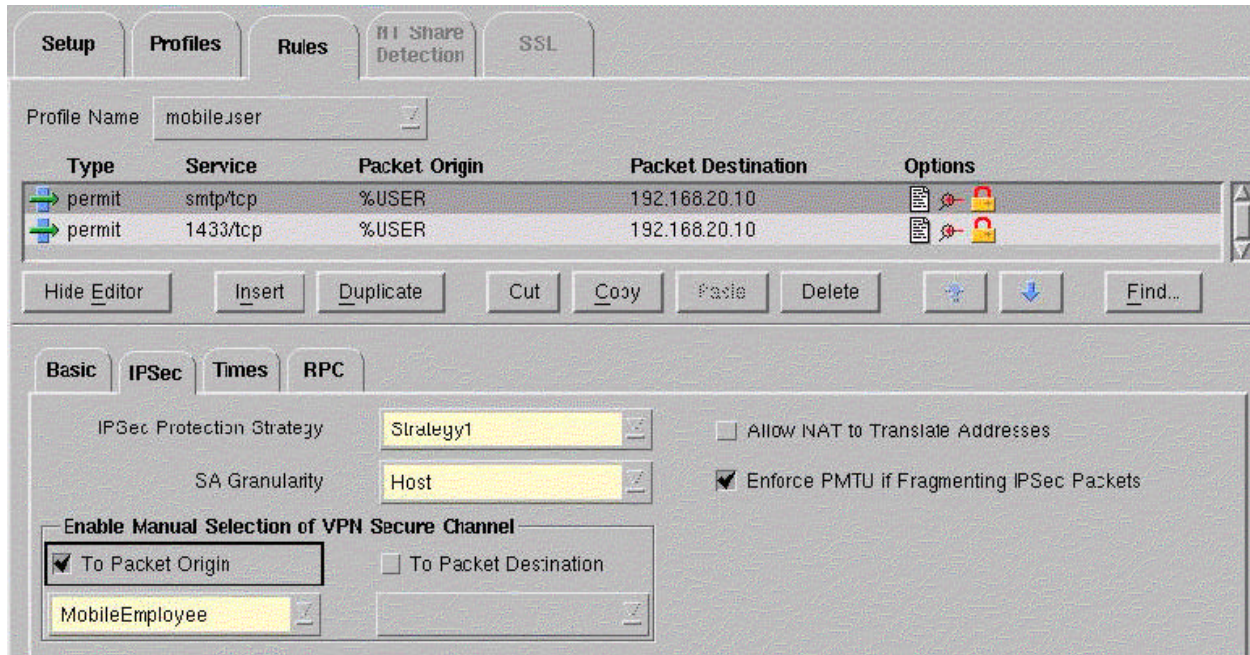 Setup Profiles Rules NT Share Detection SSL
Profile Name mobileuser
Type Service Packet Origin Packet Destination Options
permit smtp/tcp %USER 192.168.20.10
permit 1433/tcp %USER 192.168.20.10
Hide Editor Insert Duplicate Cut Copy Paste Delete Find...
Basic IPSec Times RPC
IPSec Protection Strategy Strategy1 Allow NAT to Translate Addresses
SA Granularity Host Enforce PMTU if Fragmenting IPSec Packets
Enable Manual Selection of VPN Secure Channel
To Packet Origin To Packet Destination
MobileEmployee